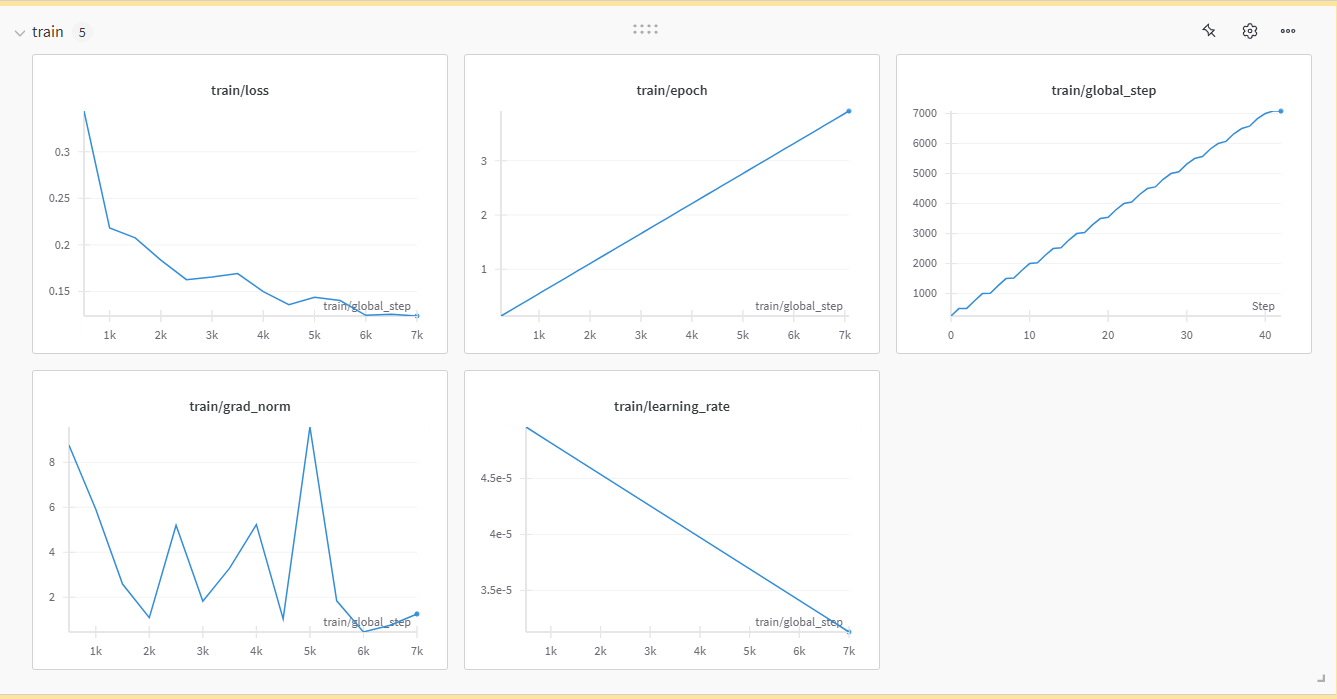 train 5
train/loss
0.3
0.25
0.2
0.15
train/global_step
1k 2k 3k 4k 5k 6k 7k
train/epoch
3
2
1
train/global_step
1k 2k 3k 4k 5k 6k 7k
train/global_step
7000
6000
5000
4000
3000
2000
1000
Step
0 10 20 30 40
train/grad_norm
8
6
4
2
train/global_step
1k 2k 3k 4k 5k 6k 7k
train/learning_rate
4.5e-5
4e-5
3.5e-5
train/global_step
1k 2k 3k 4k 5k 6k 7k